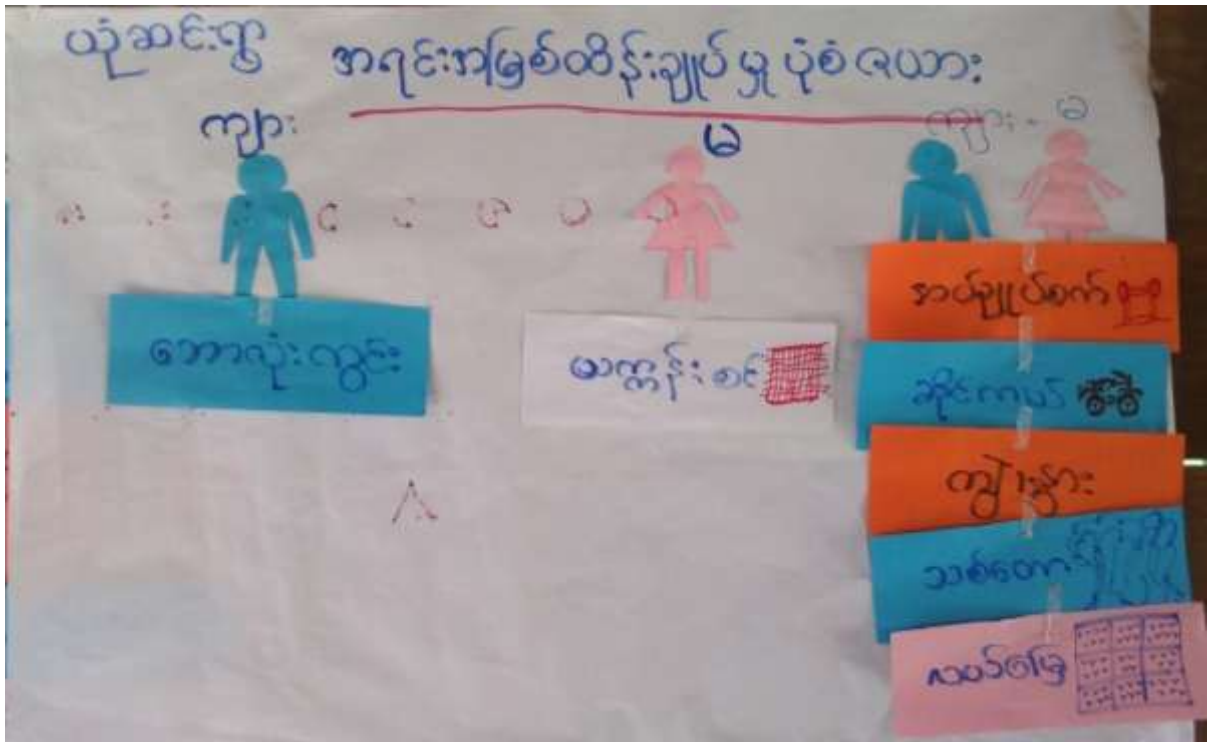 ယုံဆင်းရွာ
အရင်းအမြစ်ထိန်းချုပ်မှု ပုံစံဇယား
ကျား
မ
ကျား - မ
ဘောလုံးကွင်း
ယက္ကန်းစင်
အပ်ချုပ်စက်
ဆိုင်ကယ်
ကျွဲ၊နွား
သစ်တော
လယ်မြေ